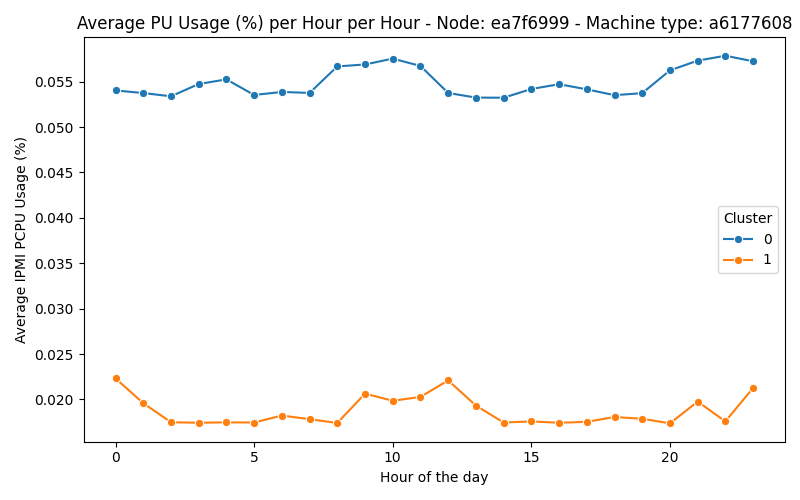 Average PU Usage (%) per Hour per Hour - Node: ea7f6999 - Machine type: a6177608
Average IPMI PCPU Usage (%)
0.055
0.050
0.045
0.040
0.035
0.030
0.025
0.020
Cluster
0
1
0 5 10 15 20
Hour of the day